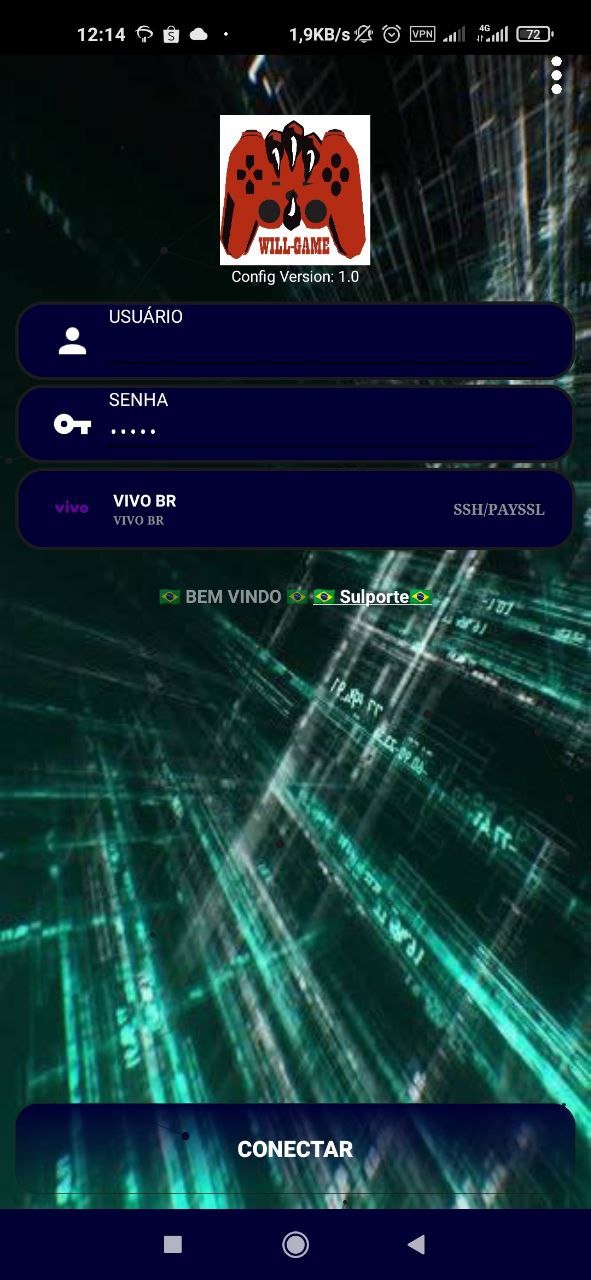 12:14 1,9KB/s VPN 4G 72
WILL-GAME
Config Version: 1.0
USUÁRIO
SENHA
•••••
vivo VIVO BR SSH/PAYSSL
VIVO BR
🇧🇷 BEM VINDO 🇧🇷 🇧🇷 Sulporte🇧🇷
CONECTAR